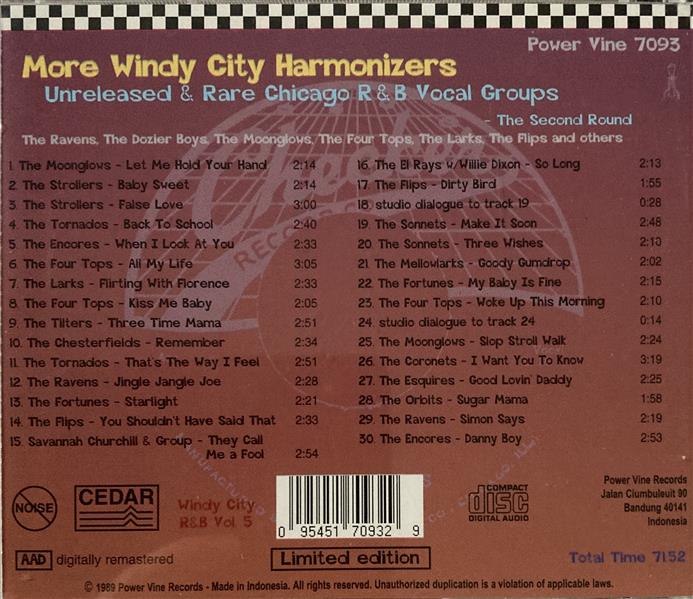 Power Vine 7093
More Windy City Harmonizers
Unreleased & Rare Chicago R & B Vocal Groups
- The Second Round
The Ravens, The Dozier Boys, The Moonglows, The Four Tops, The Larks, The Flips and others
1. The Moonglows - Let Me Hold Your Hand 2:14
2. The Strollers - Baby Sweet 2:14
3. The Strollers - False Love 3:00
4. The Tornados - Back To School 2:40
5. The Encores - When I Look At You 2:33
6. The Four Tops - All My Life 3:05
7. The Larks - Flirting With Florence 2:33
8. The Four Tops - Kiss Me Baby 2:05
9. The Tilters - Three Time Mama 2:51
10. The Chesterfields - Remember 2:34
11. The Tornados - That's The Way I Feel 2:51
12. The Ravens - Jingle Jangle Joe 2:28
13. The Fortunes - Starlight 2:21
14. The Flips - You Shouldn't Have Said That 2:33
15. Savannah Churchill & Group - They Call
Me a Fool 2:54
16. The El Rays w/Willie Dixon - So Long 2:13
17. The Flips - Dirty Bird 1:55
18. studio dialogue to track 19 0:28
19. The Sonnets - Make It Soon 2:48
20. The Sonnets - Three Wishes 2:10
21. The Mellowlarks - Goody Gumdrop 2:02
22. The Fortunes - My Baby Is Fine 2:15
23. The Four Tops - Woke Up This Morning 2:10
24. studio dialogue to track 24 0:14
25. The Moonglows - Slop Stroll Walk 2:24
26. The Coronets - I Want You To Know 3:19
27. The Esquires - Good Lovin' Daddy 2:25
28. The Orbits - Sugar Mama 1:58
29. The Ravens - Simon Says 2:19
30. The Encores - Danny Boy 2:53
Checker
RECORD
MANUFACTU
CO., ILL.
NOISE
CEDAR
Windy City
R&B Vol. 5
0 95451 70932 9
COMPACT
disc
DIGITAL AUDIO
Power Vine Records
Jalan Ciumbuleuit 90
Bandung 40141
Indonesia
AAD digitally remastered
Limited edition
Total Time 71:52
© 1989 Power Vine Records - Made in Indonesia. All rights reserved. Unauthorized duplication is a violation of applicable laws.